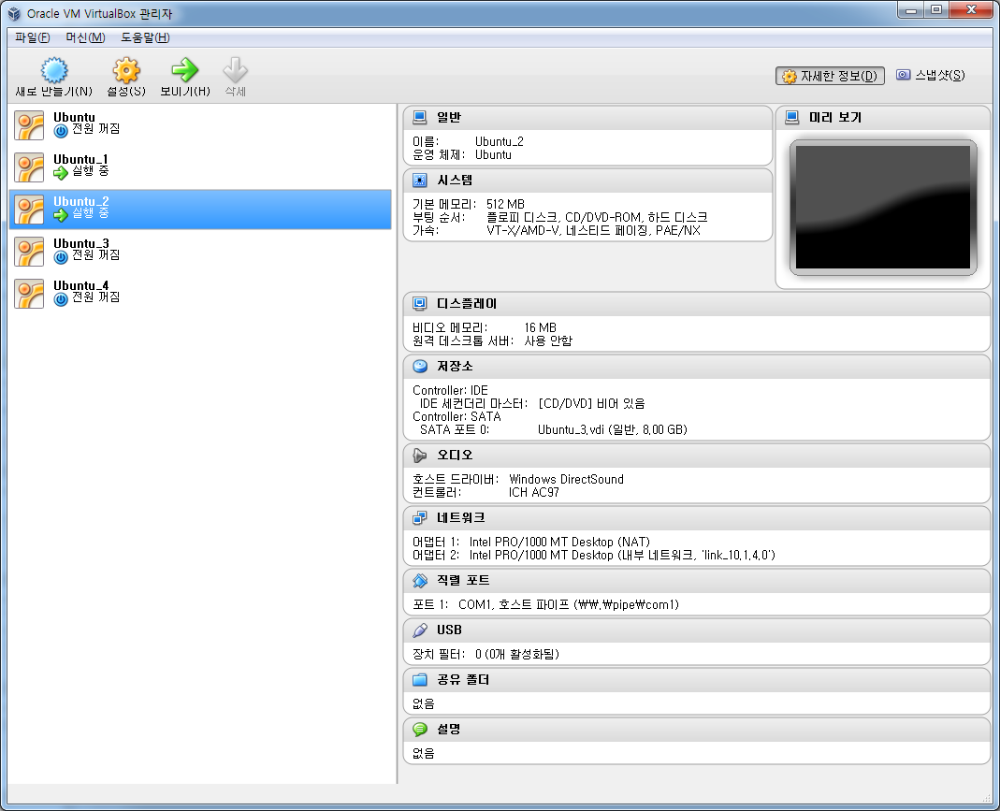 Oracle VM VirtualBox 관리자
파일(F) 머신(M) 도움말(H)
새로 만들기(N) 설정(S) 보이기(H) 삭제
자세한 정보(D) 스냅샷(S)
Ubuntu
전원 꺼짐
Ubuntu_1
실행 중
Ubuntu_2
실행 중
Ubuntu_3
전원 꺼짐
Ubuntu_4
전원 꺼짐
일반
이름: Ubuntu_2
운영 체제: Ubuntu
시스템
기본 메모리: 512 MB
부팅 순서: 플로피 디스크, CD/DVD-ROM, 하드 디스크
가속: VT-X/AMD-V, 네스티드 페이징, PAE/NX
미리 보기
디스플레이
비디오 메모리: 16 MB
원격 데스크톱 서버: 사용 안함
저장소
Controller: IDE
IDE 세컨더리 마스터: [CD/DVD] 비어 있음
Controller: SATA
SATA 포트 0: Ubuntu_3.vdi (일반, 8.00 GB)
오디오
호스트 드라이버: Windows DirectSound
컨트롤러: ICH AC97
네트워크
어댑터 1: Intel PRO/1000 MT Desktop (NAT)
어댑터 2: Intel PRO/1000 MT Desktop (내부 네트워크, 'link_10.1.4.0')
직렬 포트
포트 1: COM1, 호스트 파이프 (₩₩.₩pipe₩com1)
USB
장치 필터: 0 (0개 활성화됨)
공유 폴더
없음
설명
없음